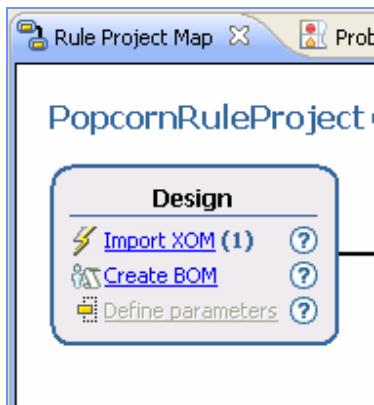 Rule Project Map
Prob
PopcornRuleProject
Design
Import XOM (1) ?
Create BOM ?
Define parameters ?